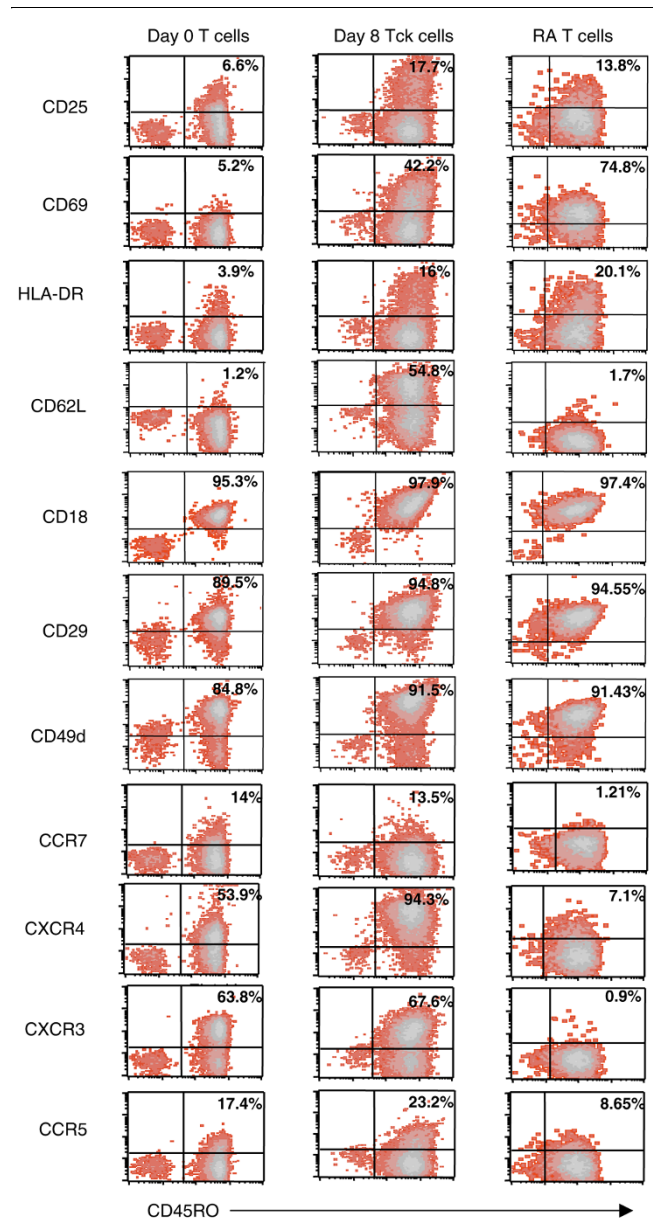 Day 0 T cells Day 8 Tck cells RA T cells
CD25 6.6% 17.7% 13.8%
CD69 5.2% 42.2% 74.8%
HLA-DR 3.9% 16% 20.1%
CD62L 1.2% 54.8% 1.7%
CD18 95.3% 97.9% 97.4%
CD29 89.5% 94.8% 94.55%
CD49d 84.8% 91.5% 91.43%
CCR7 14% 13.5% 1.21%
CXCR4 53.9% 94.3% 7.1%
CXCR3 63.8% 67.6% 0.9%
CCR5 17.4% 23.2% 8.65%
CD45RO